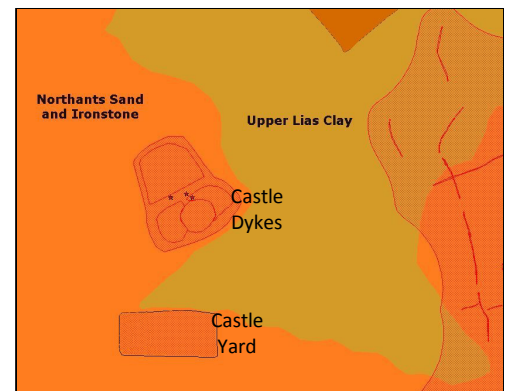 Northants Sand
and Ironstone
Upper Lias Clay
Castle
Dykes
Castle
Yard